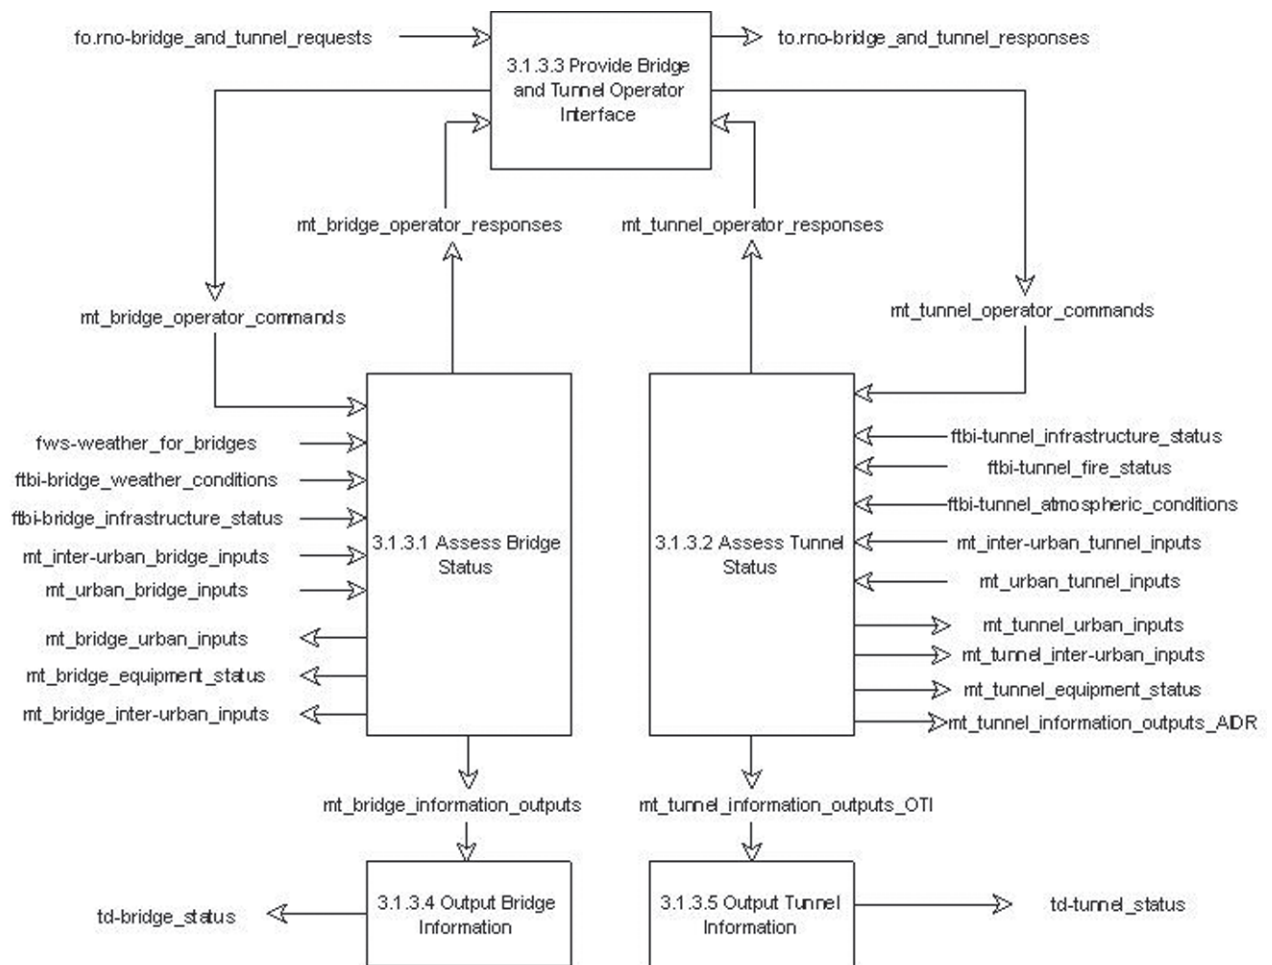 fo.rno-bridge_and_tunnel_requests
to.rno-bridge_and_tunnel_responses
3.1.3.3 Provide Bridge
and Tunnel Operator
Interface
mt_bridge_operator_responses
mt_tunnel_operator_responses
mt_bridge_operator_commands
mt_tunnel_operator_commands
fws-weather_for_bridges
ftbi-bridge_weather_conditions
ftbi-bridge_infrastructure_status
mt_inter-urban_bridge_inputs
mt_urban_bridge_inputs
mt_bridge_urban_inputs
mt_bridge_equipment_status
mt_bridge_inter-urban_inputs
3.1.3.1 Assess Bridge
Status
3.1.3.2 Assess Tunnel
Status
ftbi-tunnel_infrastructure_status
ftbi-tunnel_fire_status
ftbi-tunnel_atmospheric_conditions
mt_inter-urban_tunnel_inputs
mt_urban_tunnel_inputs
mt_tunnel_urban_inputs
mt_tunnel_inter-urban_inputs
mt_tunnel_equipment_status
mt_tunnel_information_outputs_AIDR
mt_bridge_information_outputs
mt_tunnel_information_outputs_OTI
td-bridge_status
3.1.3.4 Output Bridge
Information
3.1.3.5 Output Tunnel
Information
td-tunnel_status